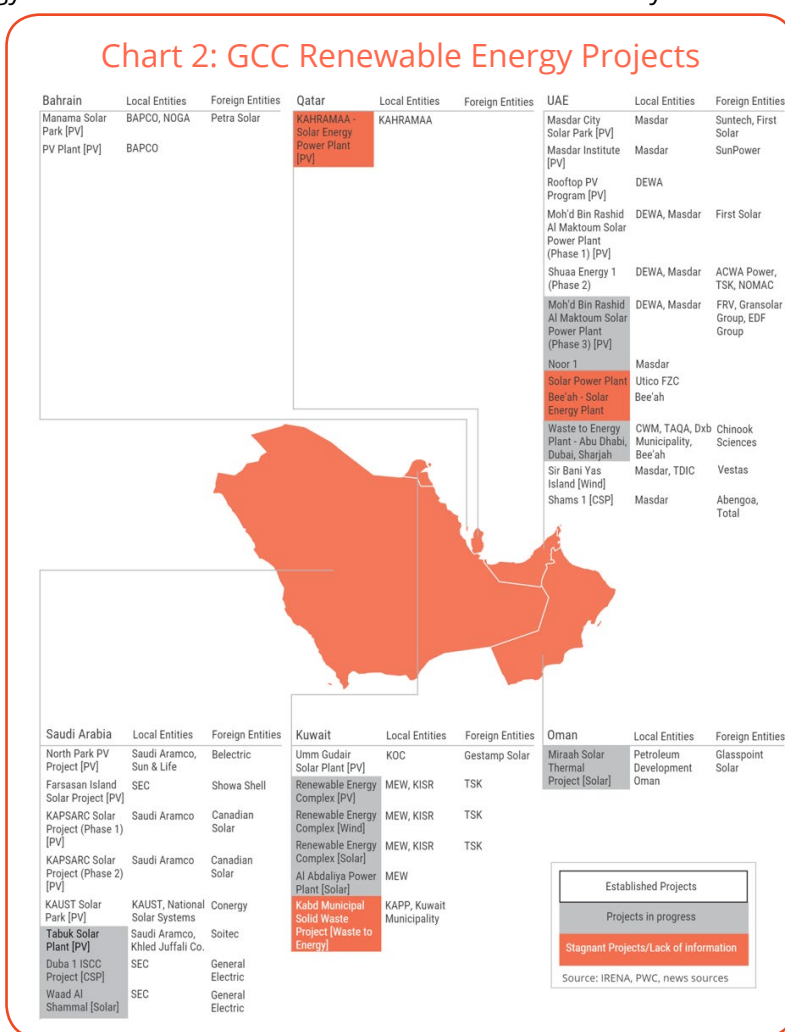 Chart 2: GCC Renewable Energy Projects
Bahrain Local Entities Foreign Entities
Manama Solar BAPCO, NOGA Petra Solar
Park [PV]
PV Plant [PV] BAPCO
Qatar Local Entities Foreign Entities
KAHRAMAA - KAHRAMAA
Solar Energy
Power Plant
[PV]
UAE Local Entities Foreign Entities
Masdar City Masdar Suntech, First
Solar Park [PV] Solar
Masdar Institute Masdar SunPower
[PV]
Rooftop PV DEWA
Program [PV]
Moh'd Bin Rashid DEWA, Masdar First Solar
Al Maktoum Solar
Power Plant
(Phase 1) [PV]
Shuaa Energy 1 DEWA, Masdar ACWA Power,
(Phase 2) TSK, NOMAC
Moh'd Bin Rashid DEWA, Masdar FRV, Gransolar
Al Maktoum Solar Group, EDF
Power Plant Group
(Phase 3) [PV]
Noor 1 Masdar
Solar Power Plant Utico FZC
Bee'ah - Solar Bee'ah
Energy Plant
Waste to Energy CWM, TAQA, Dxb Chinook
Plant - Abu Dhabi, Municipality, Sciences
Dubai, Sharjah Bee'ah
Sir Bani Yas Masdar, TDIC Vestas
Island [Wind]
Shams 1 [CSP] Masdar Abengoa,
Total
Saudi Arabia Local Entities Foreign Entities
North Park PV Saudi Aramco, Belectric
Project [PV] Sun & Life
Farsasan Island SEC Showa Shell
Solar Project [PV]
KAPSARC Solar Saudi Aramco Canadian
Project (Phase 1) Solar
[PV]
KAPSARC Solar Saudi Aramco Canadian
Project (Phase 2) Solar
[PV]
KAUST Solar KAUST, National Conergy
Park [PV] Solar Systems
Tabuk Solar Saudi Aramco, Soitec
Plant [PV] Khled Juffali Co.
Duba 1 ISCC SEC General
Project [CSP] Electric
Waad Al SEC General
Shammal [Solar] Electric
Kuwait Local Entities Foreign Entities
Umm Gudair KOC Gestamp Solar
Solar Plant [PV]
Renewable Energy MEW, KISR TSK
Complex [PV]
Renewable Energy MEW, KISR TSK
Complex [Wind]
Renewable Energy MEW, KISR TSK
Complex [Solar]
Al Abdaliya Power MEW
Plant [Solar]
Kabd Municipal KAPP, Kuwait
Solid Waste Municipality
Project [Waste to
Energy]
Oman Local Entities Foreign Entities
Miraah Solar Petroleum Glasspoint
Thermal Development Solar
Project [Solar] Oman
Established Projects
Projects in progress
Stagnant Projects/Lack of information
Source: IRENA, PWC, news sources